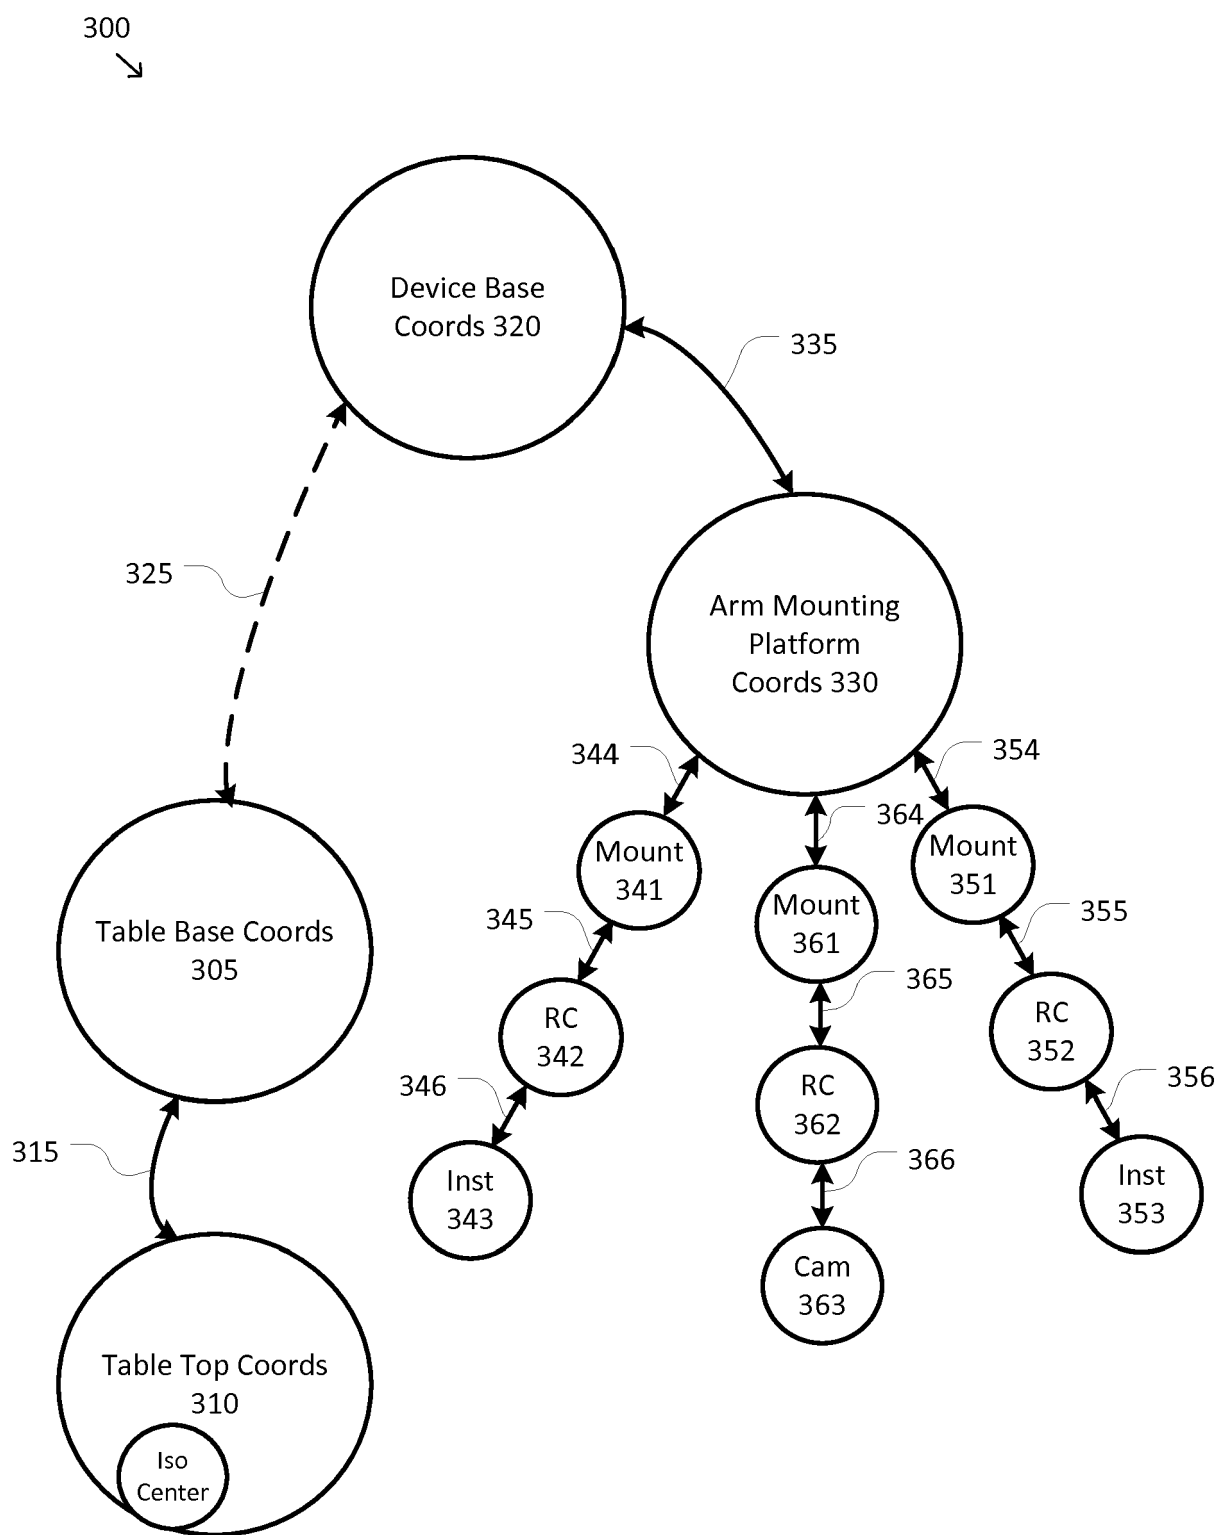 300
Device Base
Coords 320
335
325
Arm Mounting
Platform
Coords 330
344
354
364
Mount
341
Mount
361
Mount
351
345
355
365
RC
342
RC
352
346
356
RC
362
366
Table Base Coords
305
315
Inst
343
Inst
353
Cam
363
Table Top Coords
310
Iso
Center